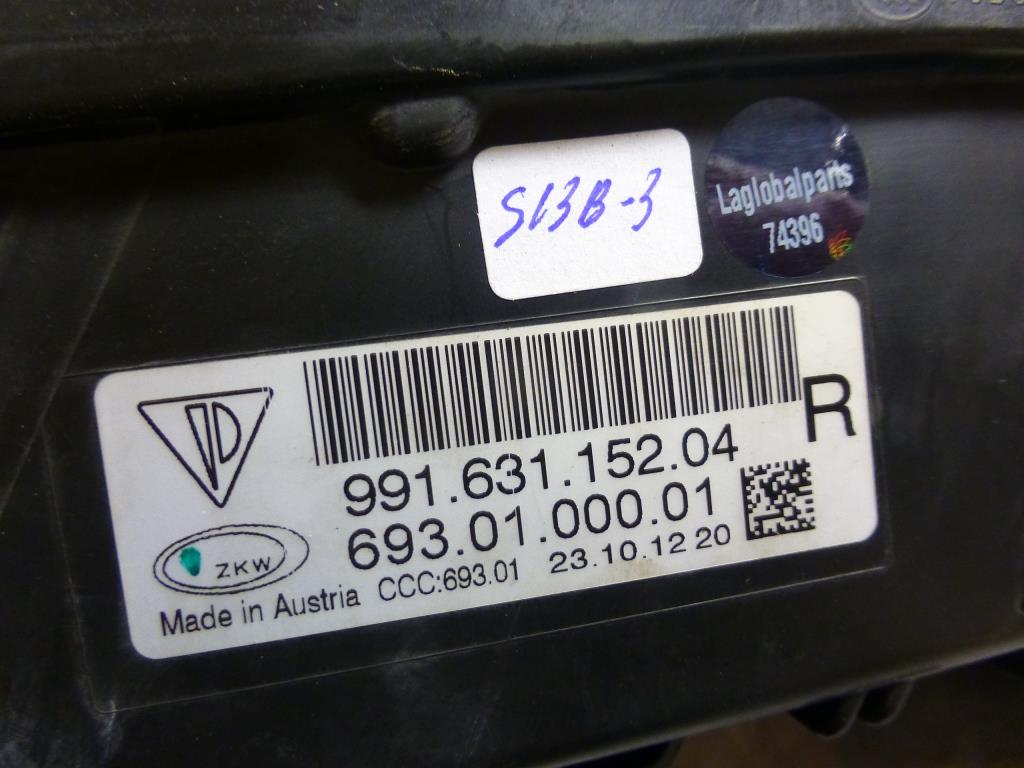 S13B-3
Laglobalparts
74396
R
991.631.152.04
693.01.000.01
ZKW
CCC:693.01 23.10.12 20
Made in Austria